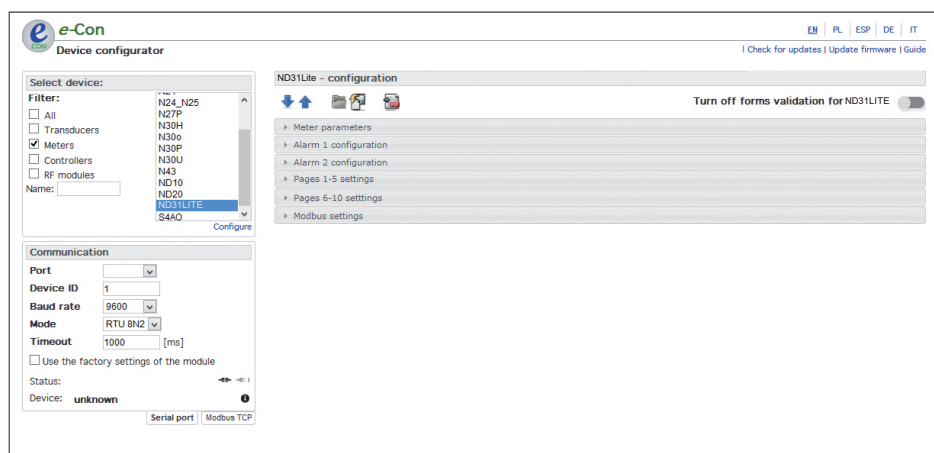 e e-Con
CON
EN | PL | ESP | DE | IT
Device configurator
| Check for updates | Update firmware | Guide
Select device:
Filter:
All
Transducers
Meters
Controllers
RF modules
Name:
N24_N25
N27P
N30H
N30o
N30P
N30U
N43
ND10
ND20
ND31LITE
S4AO
Configure
Communication
Port
Device ID 1
Baud rate 9600
Mode RTU 8N2
Timeout 1000 [ms]
Use the factory settings of the module
Status:
Device: unknown
Serial port Modbus TCP
ND31Lite - configuration
Turn off forms validation for ND31LITE
Meter parameters
Alarm 1 configuration
Alarm 2 configuration
Pages 1-5 settings
Pages 6-10 setttings
Modbus settings